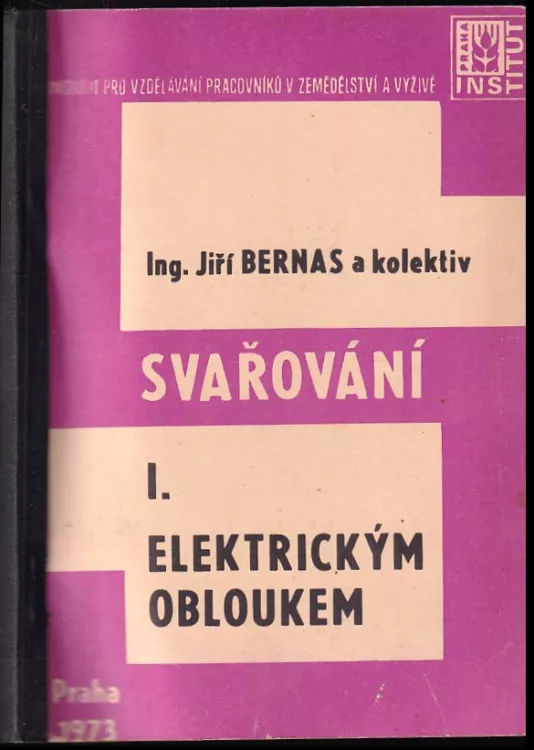 PRO VZDĚLÁVÁNÍ PRACOVNÍKŮ V ZEMĚDĚLSTVÍ A VÝŽIVĚ
PRAHA
INSTITUT
Ing. Jiří BERNAS a kolektiv
SVAŘOVÁNÍ
I.
ELEKTRICKÝM
OBLOUKEM
Praha
1973